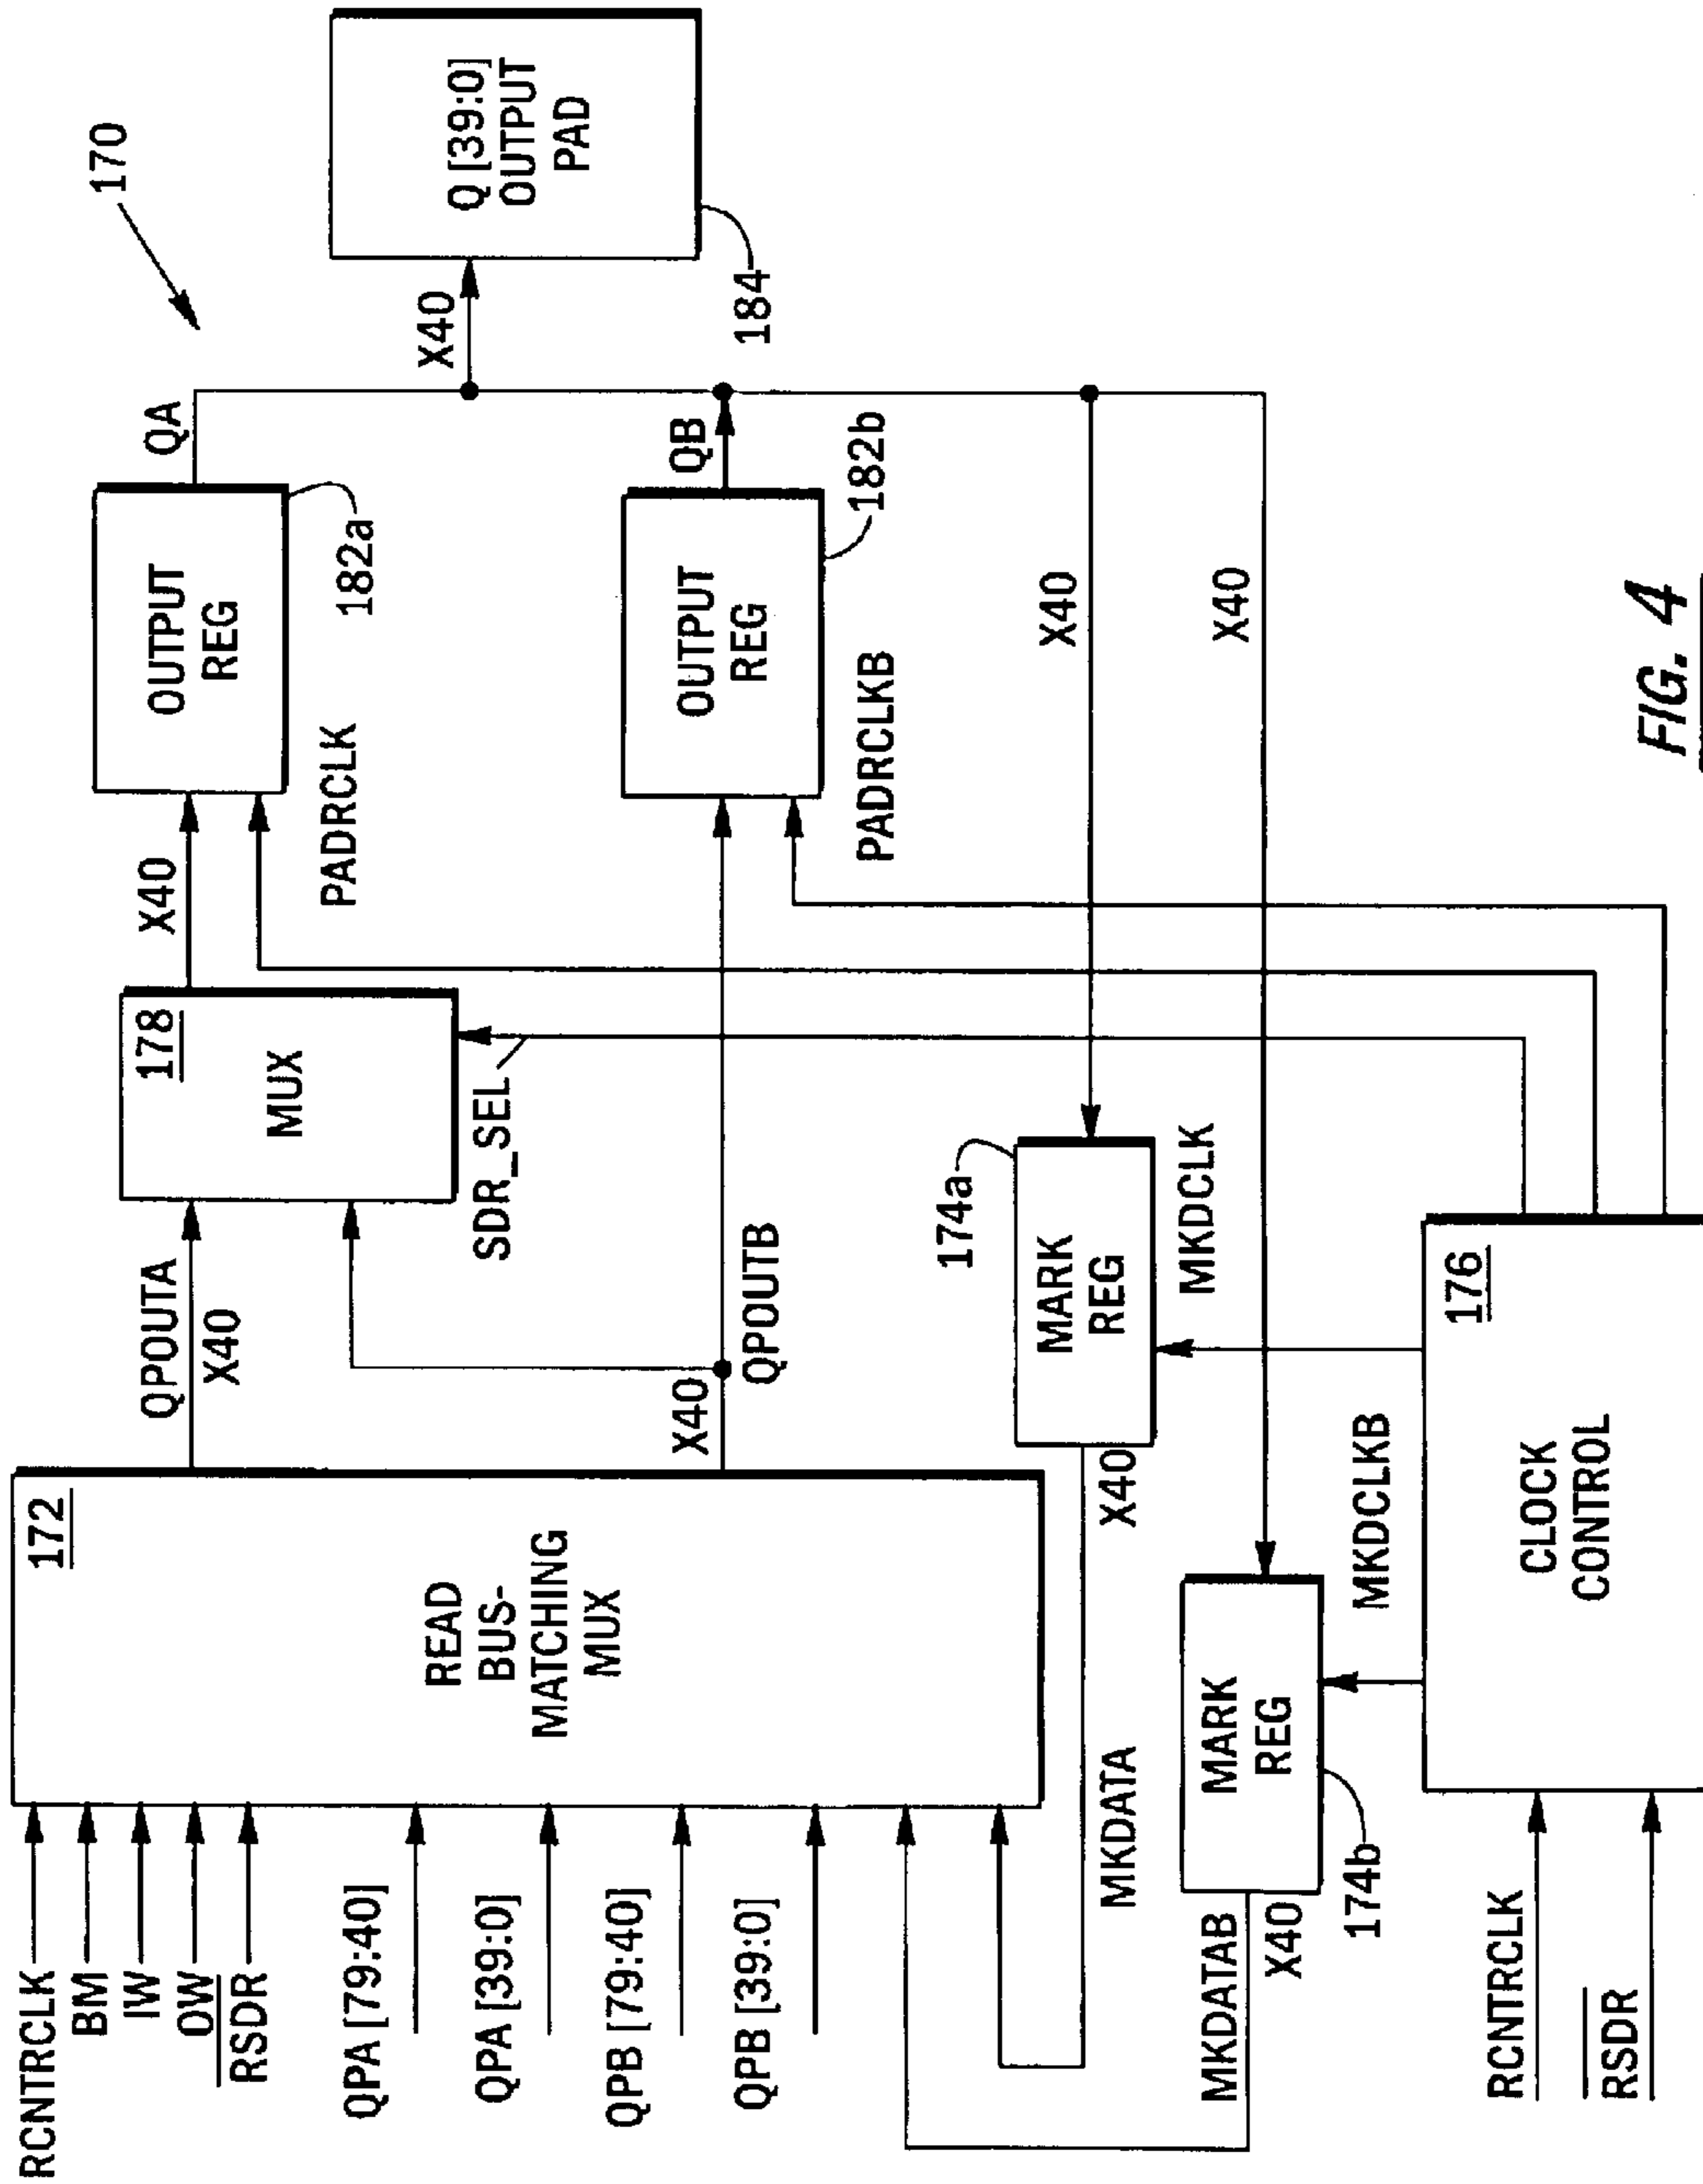 170
RCNTRCLK
BM
IW
OW
RSDR
QPA [79:40]
QPA [39:0]
QPB [79:40]
QPB [39:0]
172
READ
BUS-
MATCHING
MUX
QPOUTA
X40
X40
QPOUTB
178
MUX
SDR_SEL
X40
PADRCLK
OUTPUT
REG
182a
QA
OUTPUT
REG
182b
QB
PADRCLKB
X40
Q [39:0]
OUTPUT
PAD
184
X40
X40
MARK
REG
174a
MKDCLK
X40
MKDATA
MARK
REG
174b
MKDCLKB
X40
MKDATAB
RCNTRCLK
RSDR
176
CLOCK
CONTROL
FIG. 4